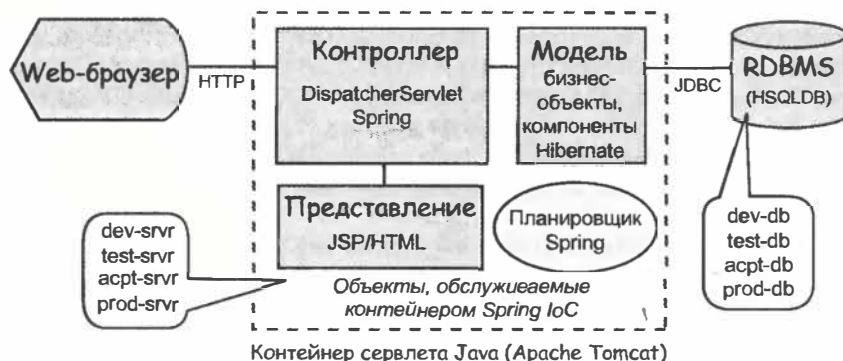 Web-браузер
HTTP
Контроллер
DispatcherServlet
Spring
Модель
бизнес-
объекты,
компоненты
Hibernate
JDBC
RDBMS
(HSQLDB)
Представление
JSP/HTML
Планировщик
Spring
dev-srvr
test-srvr
acpt-srvr
prod-srvr
dev-db
test-db
acpt-db
prod-db
Объекты, обслуживаемые
контейнером Spring IoC
Контейнер сервлета Java (Apache Tomcat)